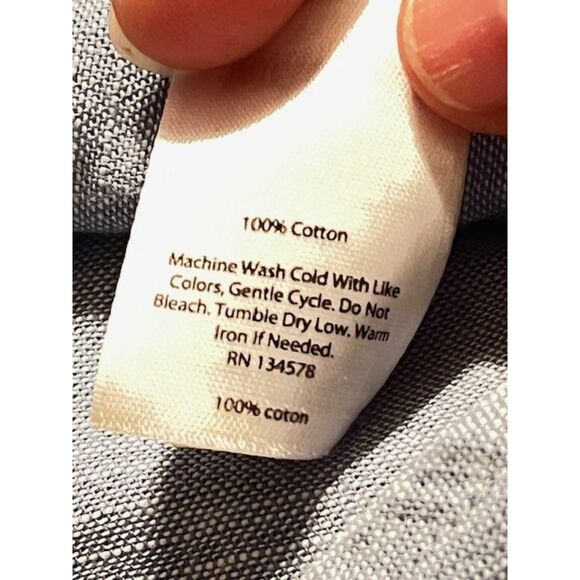 100% Cotton
Machine Wash Cold With Like
Colors, Gentle Cycle. Do Not
Bleach. Tumble Dry Low. Warm
Iron If Needed.
RN 134578
100% coton